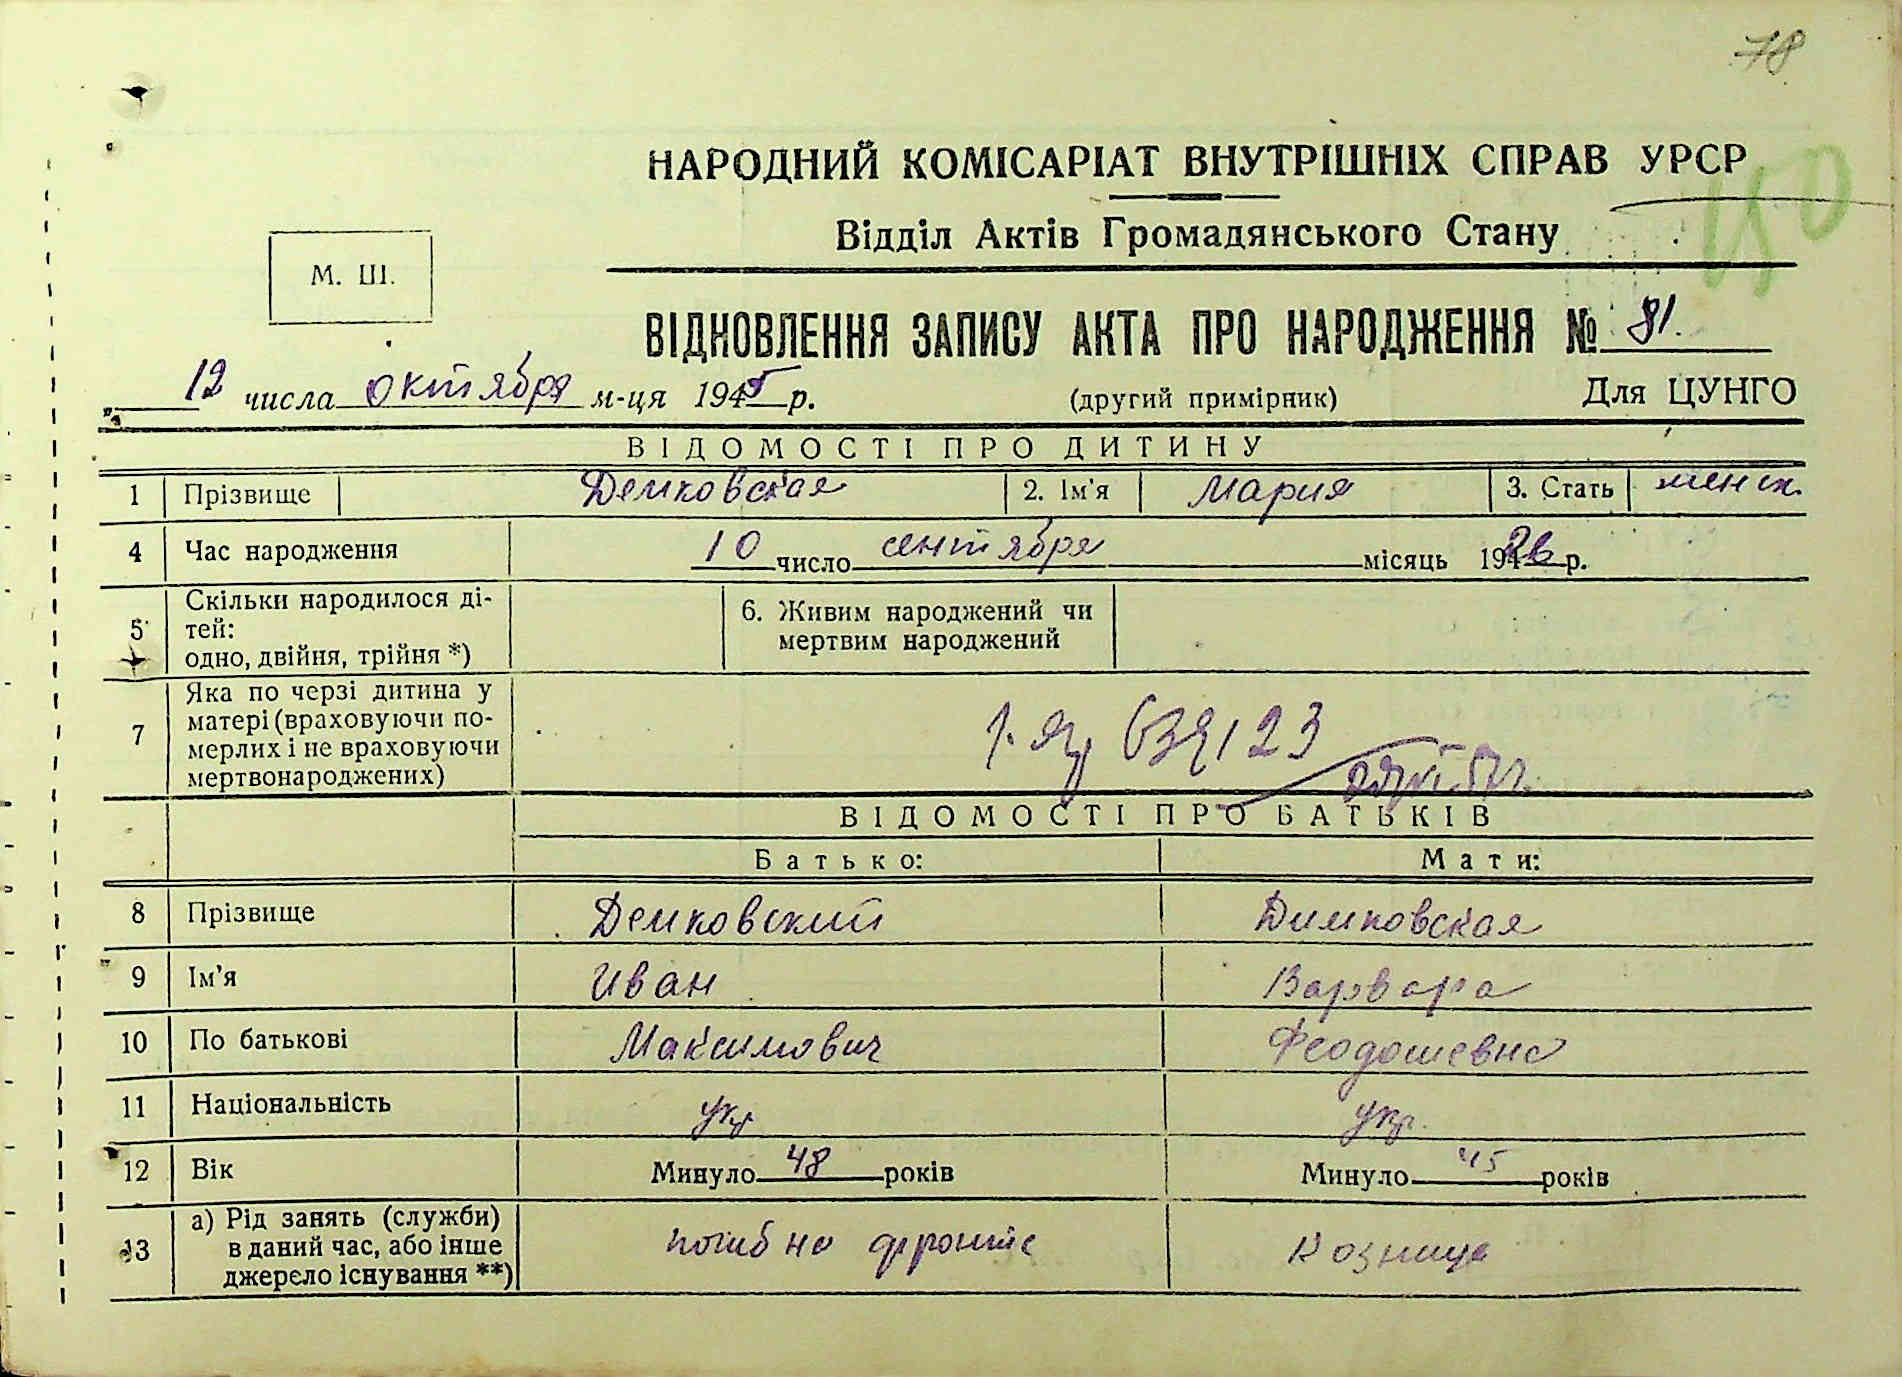 78
НАРОДНИЙ КОМІСАРІАТ ВНУТРІШНІХ СПРАВ УРСР
150
Відділ Актів Громадянського Стану
М. Ш.
ВІДНОВЛЕННЯ ЗАПИСУ АКТА ПРО НАРОДЖЕННЯ № 81.
„ 12 числа октября м-ця 1945 р. (другий примірник) Для ЦУНГО
ВІДОМОСТІ ПРО ДИТИНУ
1 Прізвище Демковская 2. Ім'я Мария 3. Стать женск.
4 Час народження 10 число сентября місяць 1926 р.
5 Скільки народилося ді-
тей:
одно, двійня, трійня *)
6. Живим народжений чи
мертвим народжений
7 Яка по черзі дитина у
матері (враховуючи по-
мерлих і не враховуючи
мертвонароджених)
ВІДОМОСТІ ПРО БАТЬКІВ
Батько: Мати:
8 Прізвище Демковский Димковская
9 Ім'я Иван Варвара
10 По батькові Максимович Феодошевна
11 Національність укр укр.
12 Вік Минуло 48 років Минуло 45 років
13 а) Рід занять (служби)
в даний час, або інше
джерело існування **)
погиб на фронте